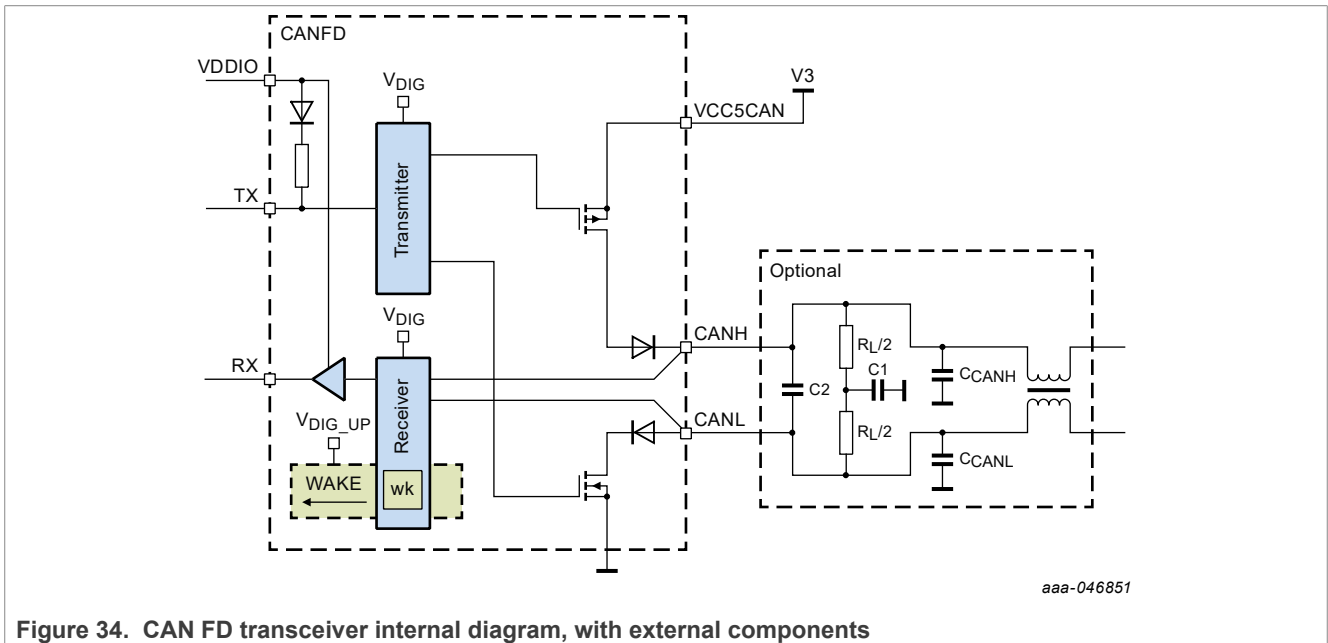 CANFD
VDDIO
VDIG
V3
VCC5CAN
TX
Transmitter
Optional
VDIG
CANH
RL/2
RX
C1
CCANH
C2
Receiver
CANL
VDIG_UP
RL/2
CCANL
WAKE
wk
aaa-046851
Figure 34. CAN FD transceiver internal diagram, with external components